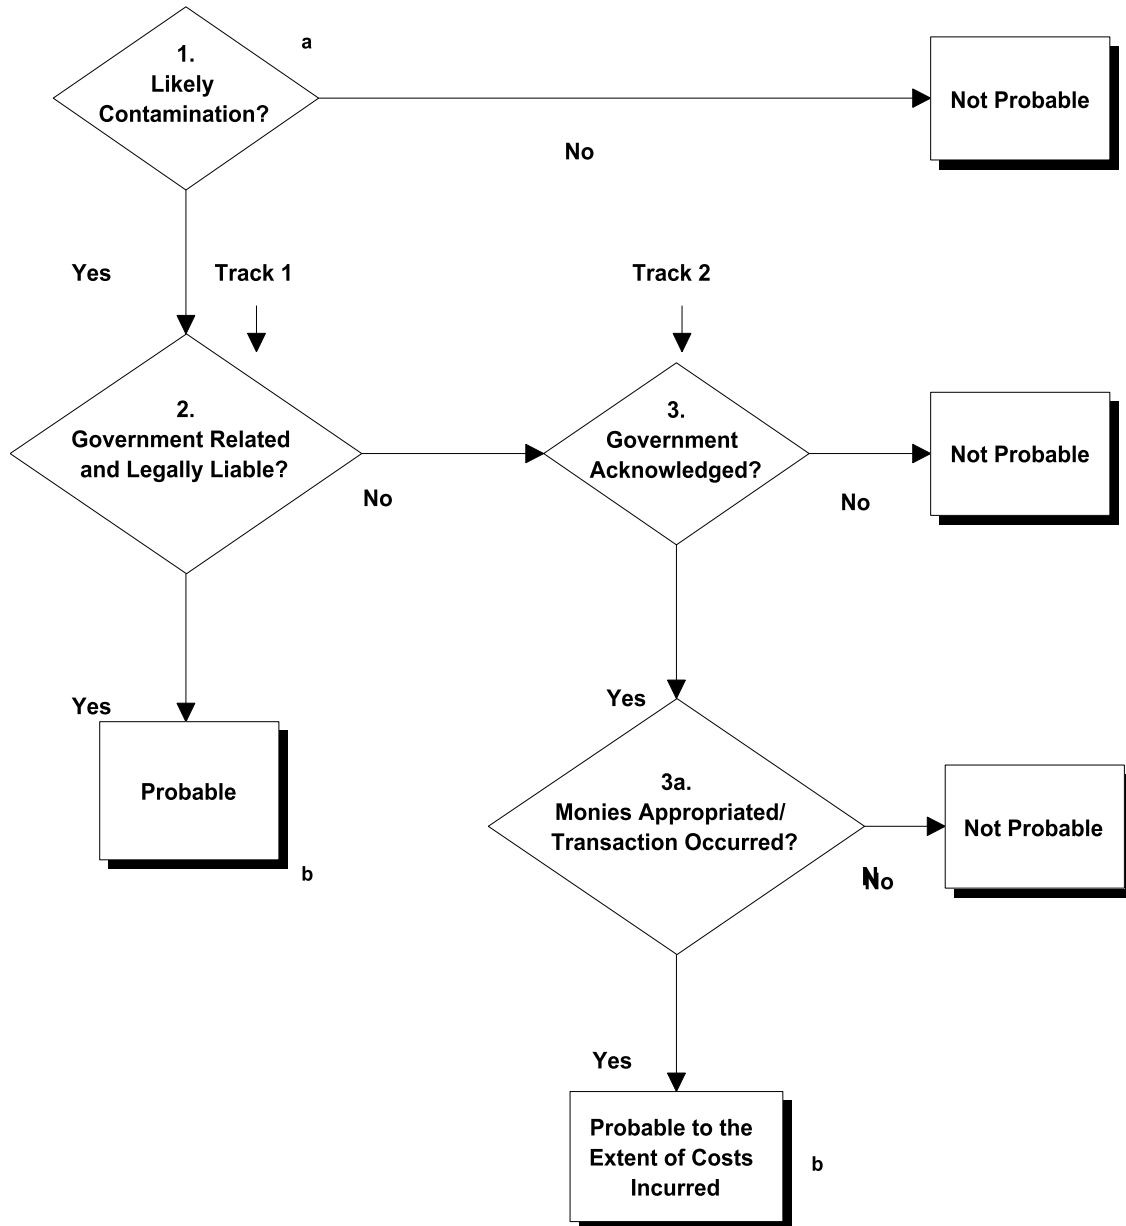 a
1.
Likely
Contamination?
Not Probable
No
Yes
Track 1
Track 2
2.
Government Related
and Legally Liable?
No
3.
Government
Acknowledged?
No
Not Probable
Yes
Probable
b
Yes
3a.
Monies Appropriated/
Transaction Occurred?
N
No
Not Probable
Yes
Probable to the
Extent of Costs
Incurred
b